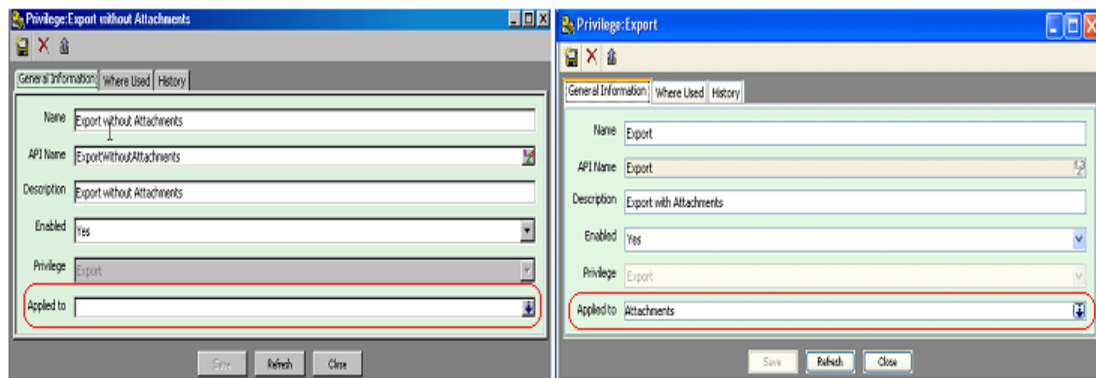 Privilege:Export without Attachments
General Information Where Used History
Name Export without Attachments
API Name ExportWithoutAttachments
Description Export without Attachments
Enabled Yes
Privilege Export
Applied to
Save Refresh Close
Privilege:Export
General Information Where Used History
Name Export
API Name Export
Description Export with Attachments
Enabled Yes
Privilege Export
Applied to Attachments
Save Refresh Close